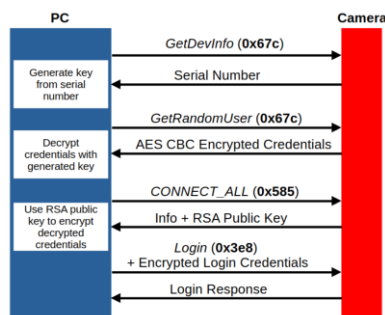 PC
Camera
GetDevInfo (0x67c)
Generate key
from serial
number
Serial Number
GetRandomUser (0x67c)
Decrypt
credentials with
generated key
AES CBC Encrypted Credentials
CONNECT_ALL (0x585)
Use RSA public
key to encrypt
decrypted
credentials
Info + RSA Public Key
Login (0x3e8)
+ Encrypted Login Credentials
Login Response